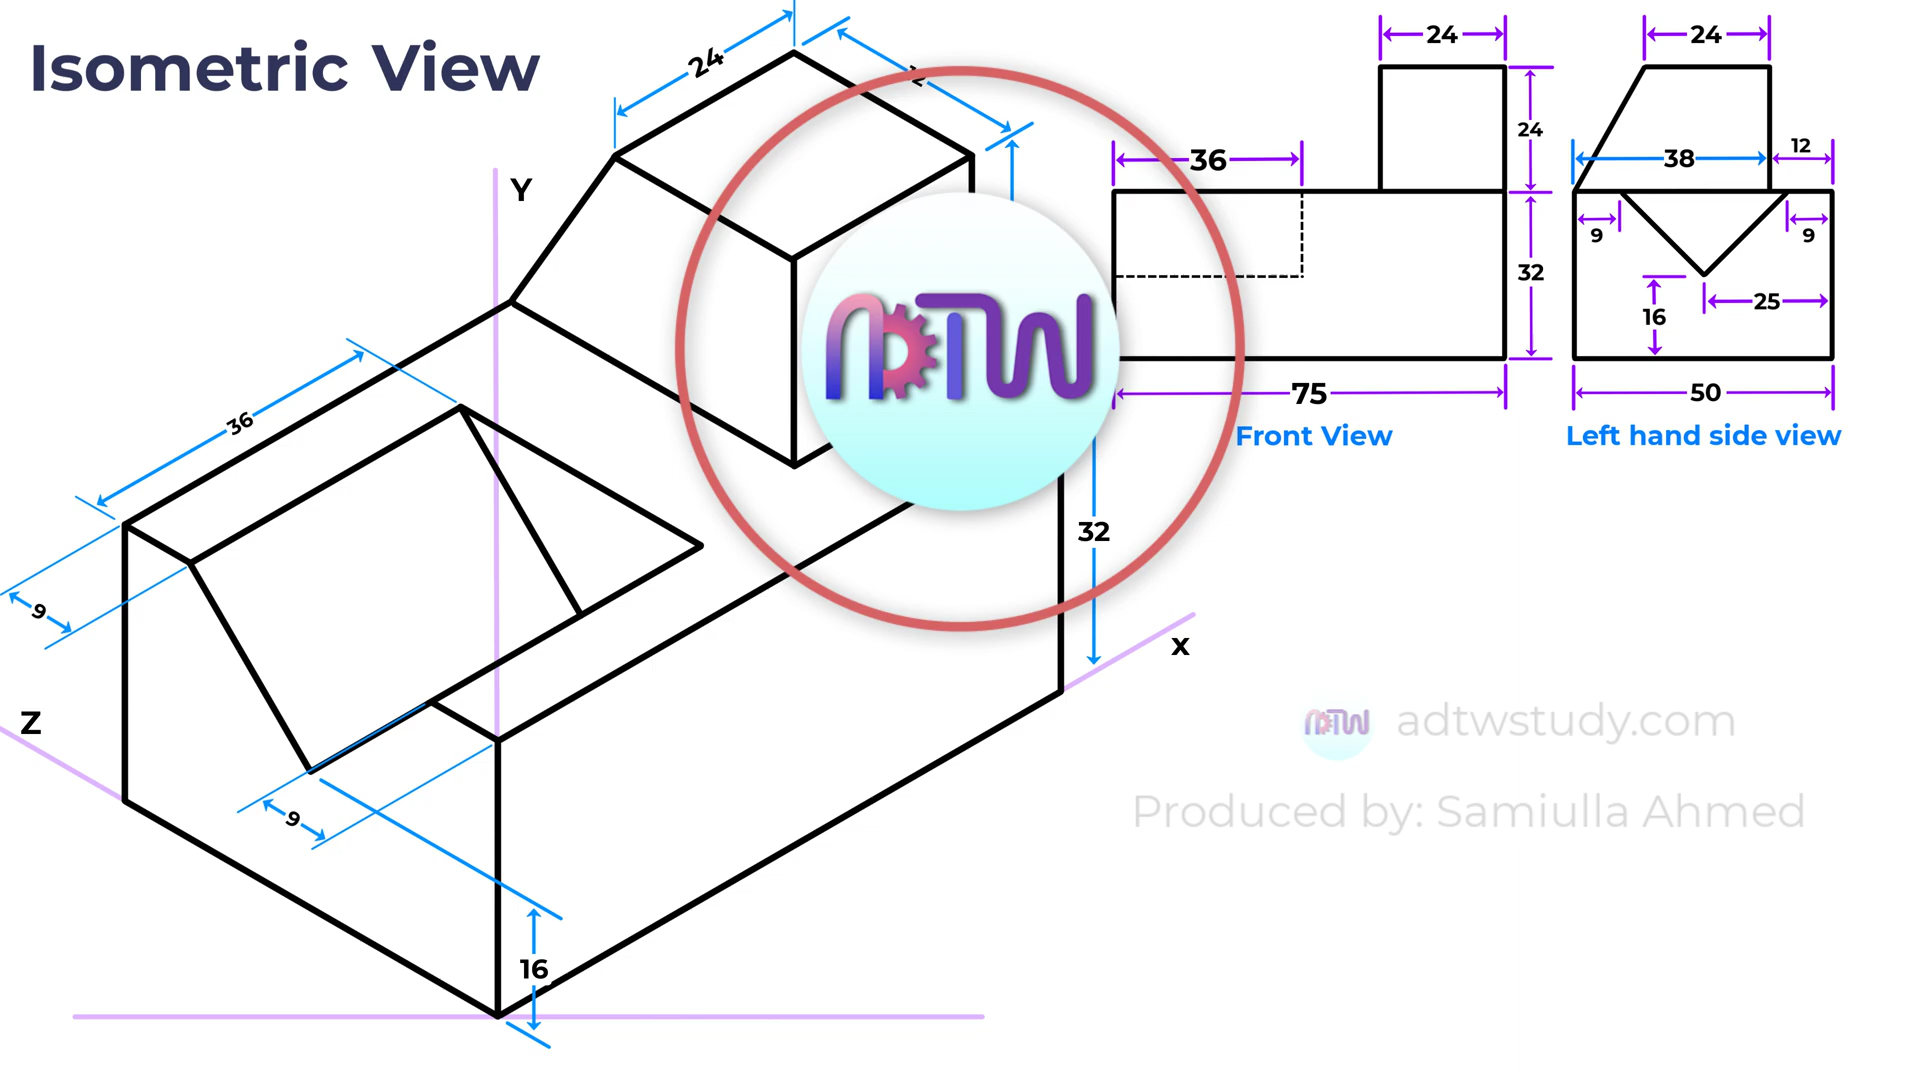 Isometric View
24
36
9
9
16
32
Y
X
Z
24
36
24
32
75
Front View
24
38
12
9
9
16
25
50
Left hand side view
adtwstudy.com
Produced by: Samiulla Ahmed